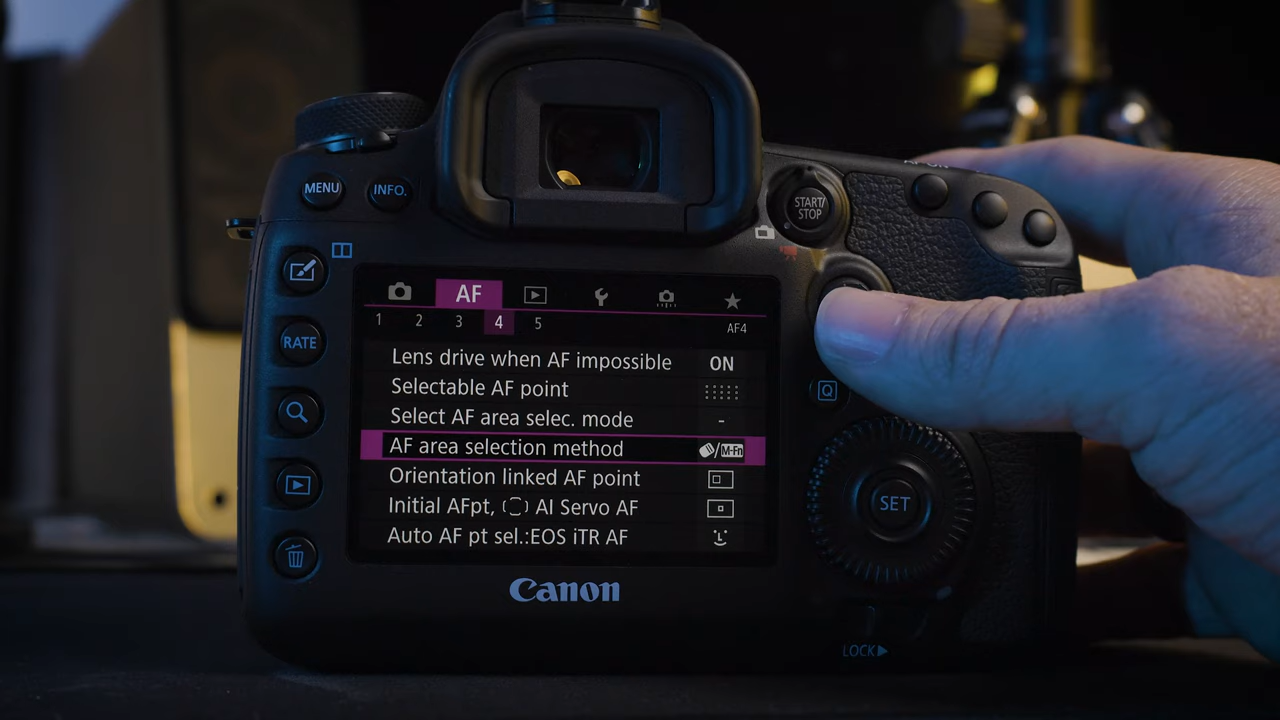 MENU
INFO.
START/
STOP
RATE
AF
1 2 3 4 5 AF4
Lens drive when AF impossible ON
Selectable AF point
Select AF area selec. mode -
AF area selection method M-Fn
Orientation linked AF point
Initial AFpt, AI Servo AF
Auto AF pt sel.:EOS iTR AF
Q
SET
Canon
LOCK